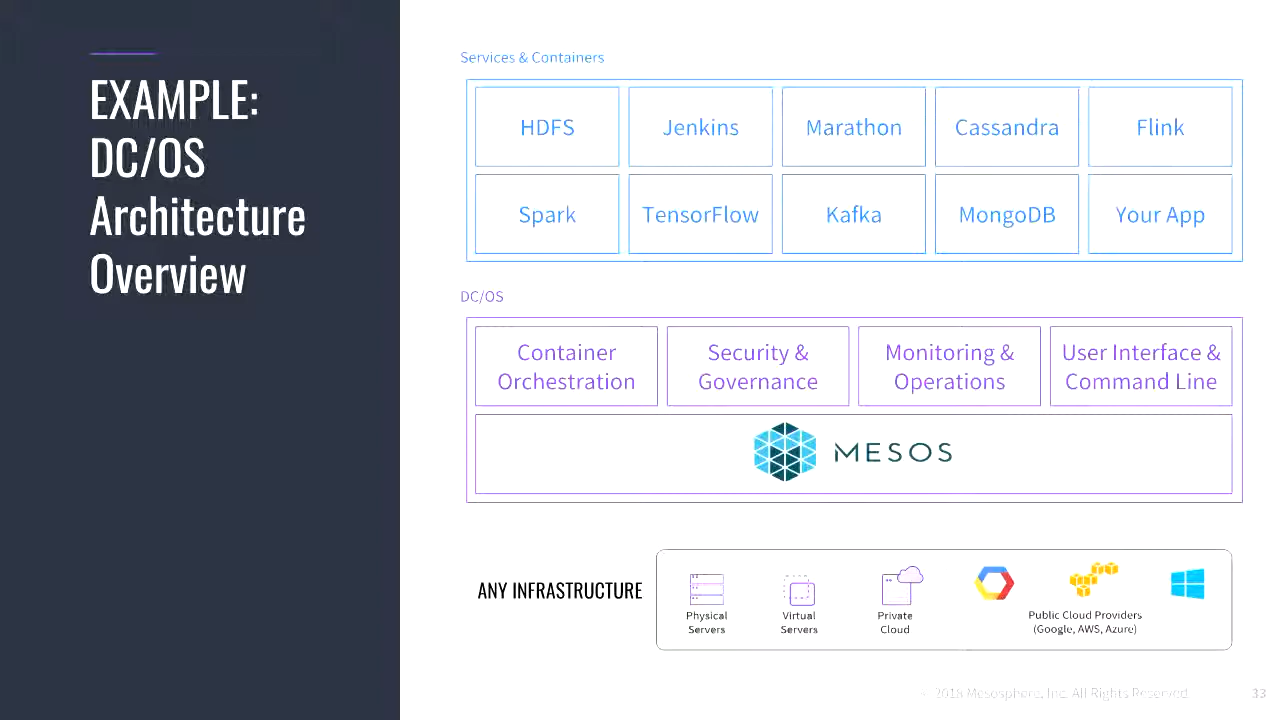 EXAMPLE:
DC/OS
Architecture
Overview
Services & Containers
HDFS
Jenkins
Marathon
Cassandra
Flink
Spark
TensorFlow
Kafka
MongoDB
Your App
DC/OS
Container
Orchestration
Security &
Governance
Monitoring &
Operations
User Interface &
Command Line
MESOS
ANY INFRASTRUCTURE
Physical
Servers
Virtual
Servers
Private
Cloud
Public Cloud Providers
(Google, AWS, Azure)
© 2018 Mesosphere, Inc. All Rights Reserved.
33